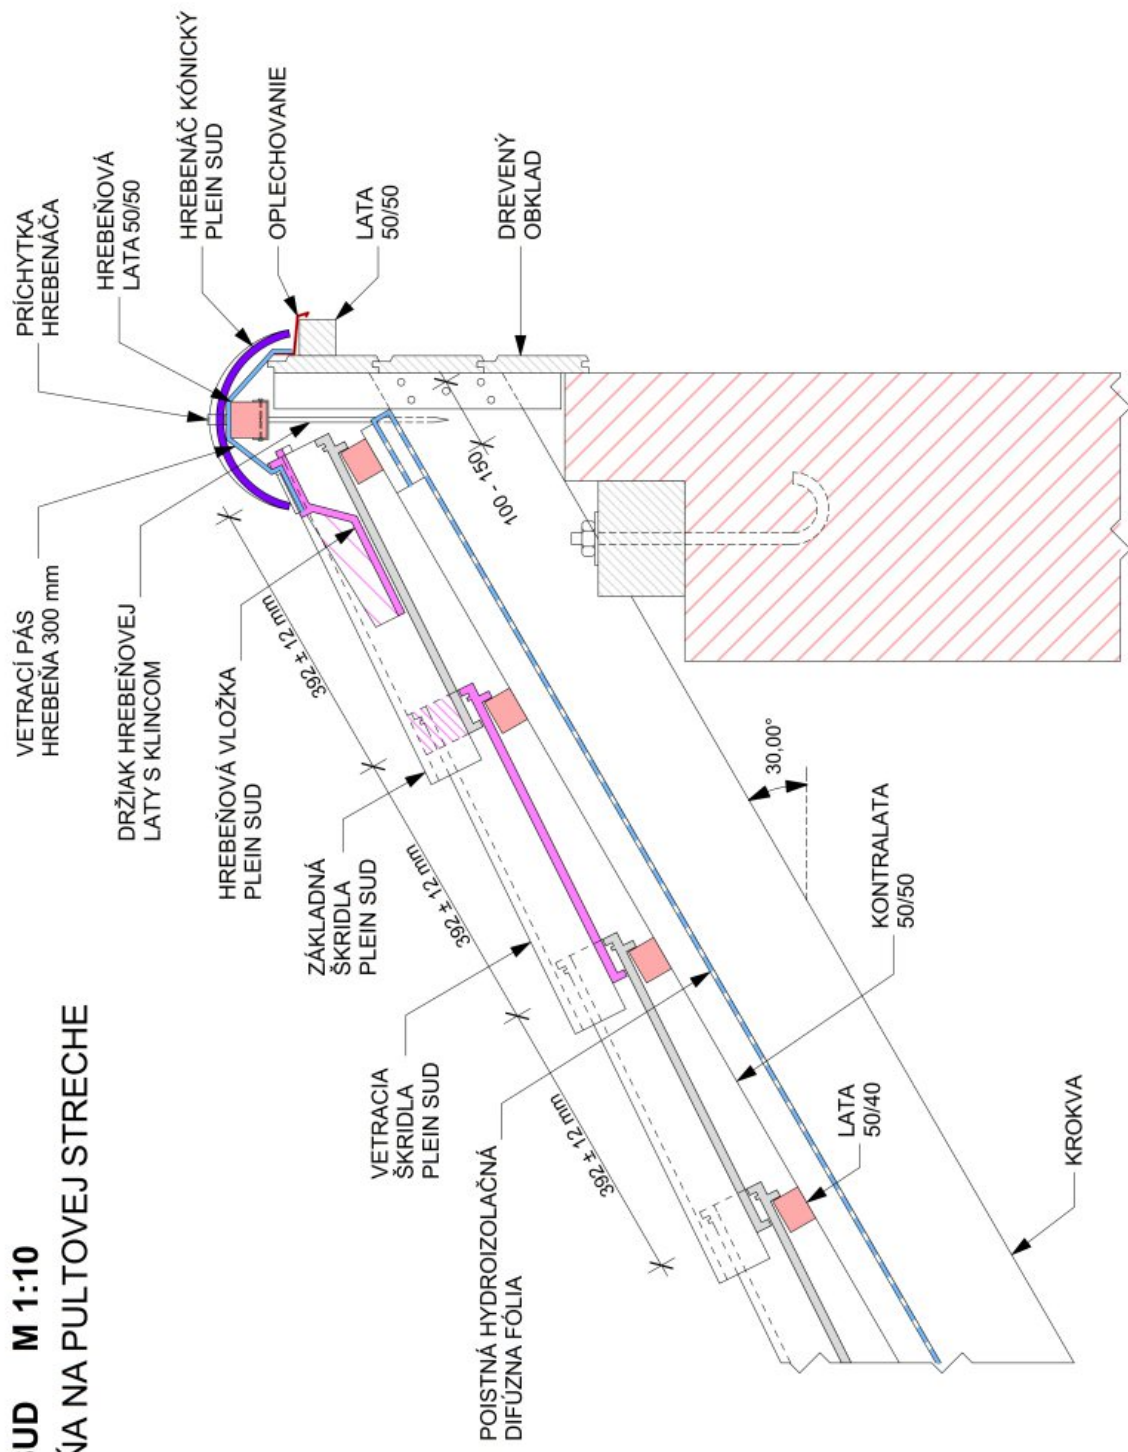 UD M 1:10
ŇA NA PULTOVEJ STRECHE
PRÍCHYTKA
HREBENÁČA
HREBEŇOVÁ
LATA 50/50
HREBENÁČ KÓNICKÝ
PLEIN SUD
OPLECHOVANIE
LATA
50/50
DREVENÝ
OBKLAD
VETRACÍ PÁS
HREBEŇA 300 mm
DRŽIAK HREBEŇOVEJ
LATY S KLINCOM
HREBEŇOVÁ VLOŽKA
PLEIN SUD
ZÁKLADNÁ
ŠKRIDLA
PLEIN SUD
VETRACIA
ŠKRIDLA
PLEIN SUD
POISTNÁ HYDROIZOLAČNÁ
DIFÚZNA FÓLIA
392 ± 12 mm
392 ± 12 mm
392 ± 12 mm
100 - 150
30,00°
KONTRALATA
50/50
LATA
50/40
KROKVA